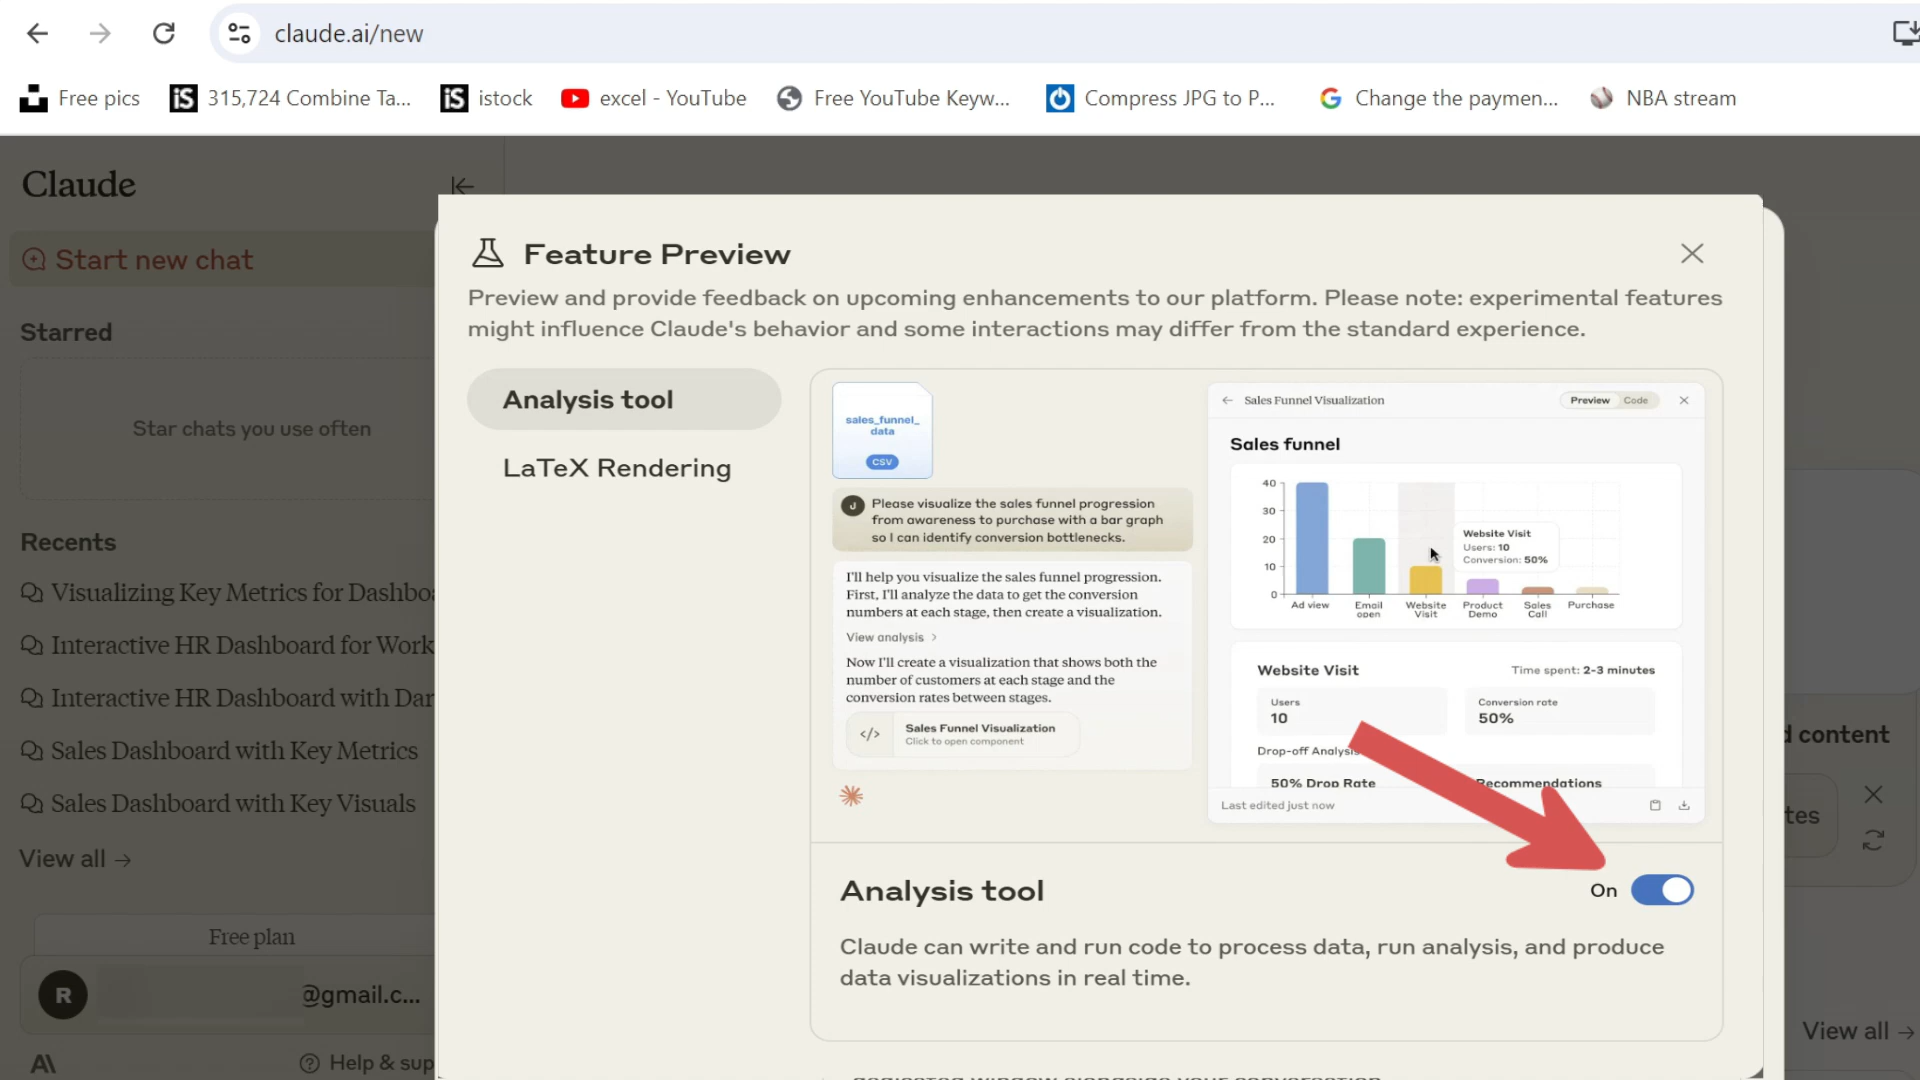 claude.ai/new
Free pics
iS 315,724 Combine Ta...
iS istock
excel - YouTube
Free YouTube Keyw...
Compress JPG to P...
Change the paymen...
NBA stream
Claude
Start new chat
Starred
Star chats you use often
Recents
Visualizing Key Metrics for Dashboa
Interactive HR Dashboard for Work
Interactive HR Dashboard with Dar
Sales Dashboard with Key Metrics
Sales Dashboard with Key Visuals
View all →
Free plan
R
@gmail.c...
A\
Help & sup
Feature Preview
Preview and provide feedback on upcoming enhancements to our platform. Please note: experimental features
might influence Claude's behavior and some interactions may differ from the standard experience.
Analysis tool
LaTeX Rendering
sales_funnel_
data
CSV
J
Please visualize the sales funnel progression
from awareness to purchase with a bar graph
so I can identify conversion bottlenecks.
I'll help you visualize the sales funnel progression.
First, I'll analyze the data to get the conversion
numbers at each stage, then create a visualization.
View analysis >
Now I'll create a visualization that shows both the
number of customers at each stage and the
conversion rates between stages.
</>
Sales Funnel Visualization
Click to open component
← Sales Funnel Visualization
Preview Code
Sales funnel
40
30
20
10
0
Ad view
Email
open
Website
Visit
Product
Demo
Sales
Call
Purchase
Website Visit
Users: 10
Conversion: 50%
Website Visit
Time spent: 2-3 minutes
Users
10
Conversion rate
50%
Drop-off Analysis
50% Drop Rate
Recommendations
Last edited just now
Analysis tool
On
Claude can write and run code to process data, run analysis, and produce
data visualizations in real time.
d content
tes
View all →
dedicated window alongside your conversation